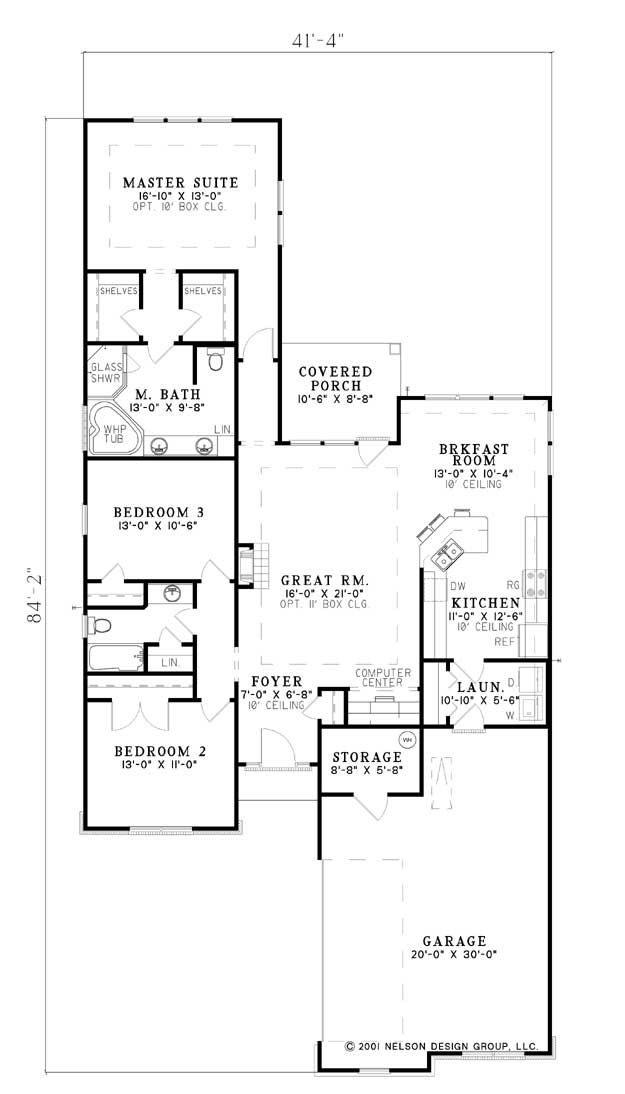 41'-4"
MASTER SUITE
16'-10" X 13'-0"
OPT. 10' BOX CLG.
SHELVES
SHELVES
GLASS
SHWR
M. BATH
13'-0" X 9'-8"
WHP
TUB
LIN.
COVERED
PORCH
10'-6" X 8'-8"
BRKFAST
ROOM
13'-0" X 10'-4"
10' CEILING
BEDROOM 3
13'-0" X 10'-6"
84'-2"
GREAT RM.
16'-0" X 21'-0"
OPT. 11' BOX CLG.
DW
RG
KITCHEN
11'-0" X 12'-6"
10' CEILING
REF.
LIN.
FOYER
7'-0" X 6'-8"
10' CEILING
COMPUTER
CENTER
LAUN.
10'-10" X 5'-6"
D.
W.
BEDROOM 2
13'-0" X 11'-0"
STORAGE
8'-8" X 5'-8"
WH
GARAGE
20'-0" X 30'-0"
© 2001 NELSON DESIGN GROUP, LLC.